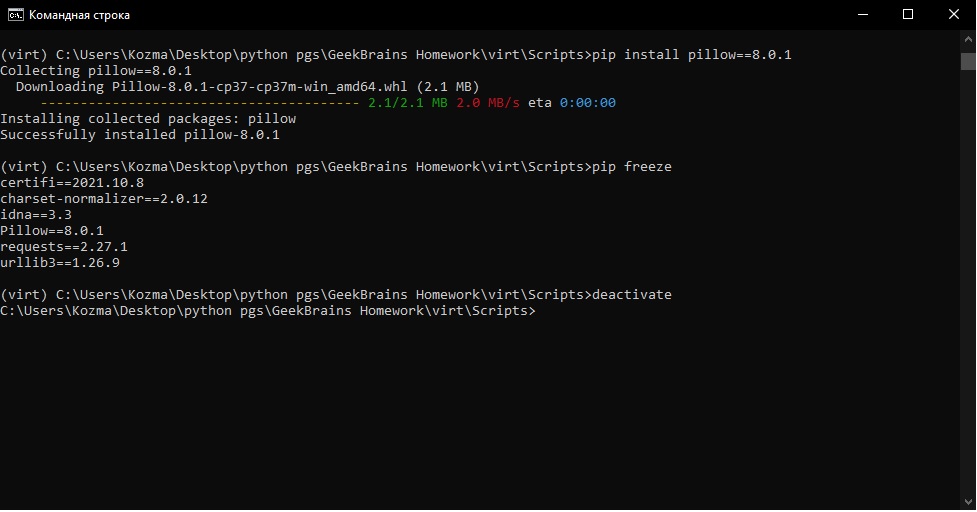 Командная строка
(virt) C:\Users\Kozma\Desktop\python pgs\GeekBrains Homework\virt\Scripts>pip install pillow==8.0.1
Collecting pillow==8.0.1
  Downloading Pillow-8.0.1-cp37-cp37m-win_amd64.whl (2.1 MB)
     ---------------------------------------- 2.1/2.1 MB 2.0 MB/s eta 0:00:00
Installing collected packages: pillow
Successfully installed pillow-8.0.1
(virt) C:\Users\Kozma\Desktop\python pgs\GeekBrains Homework\virt\Scripts>pip freeze
certifi==2021.10.8
charset-normalizer==2.0.12
idna==3.3
Pillow==8.0.1
requests==2.27.1
urllib3==1.26.9
(virt) C:\Users\Kozma\Desktop\python pgs\GeekBrains Homework\virt\Scripts>deactivate
C:\Users\Kozma\Desktop\python pgs\GeekBrains Homework\virt\Scripts>